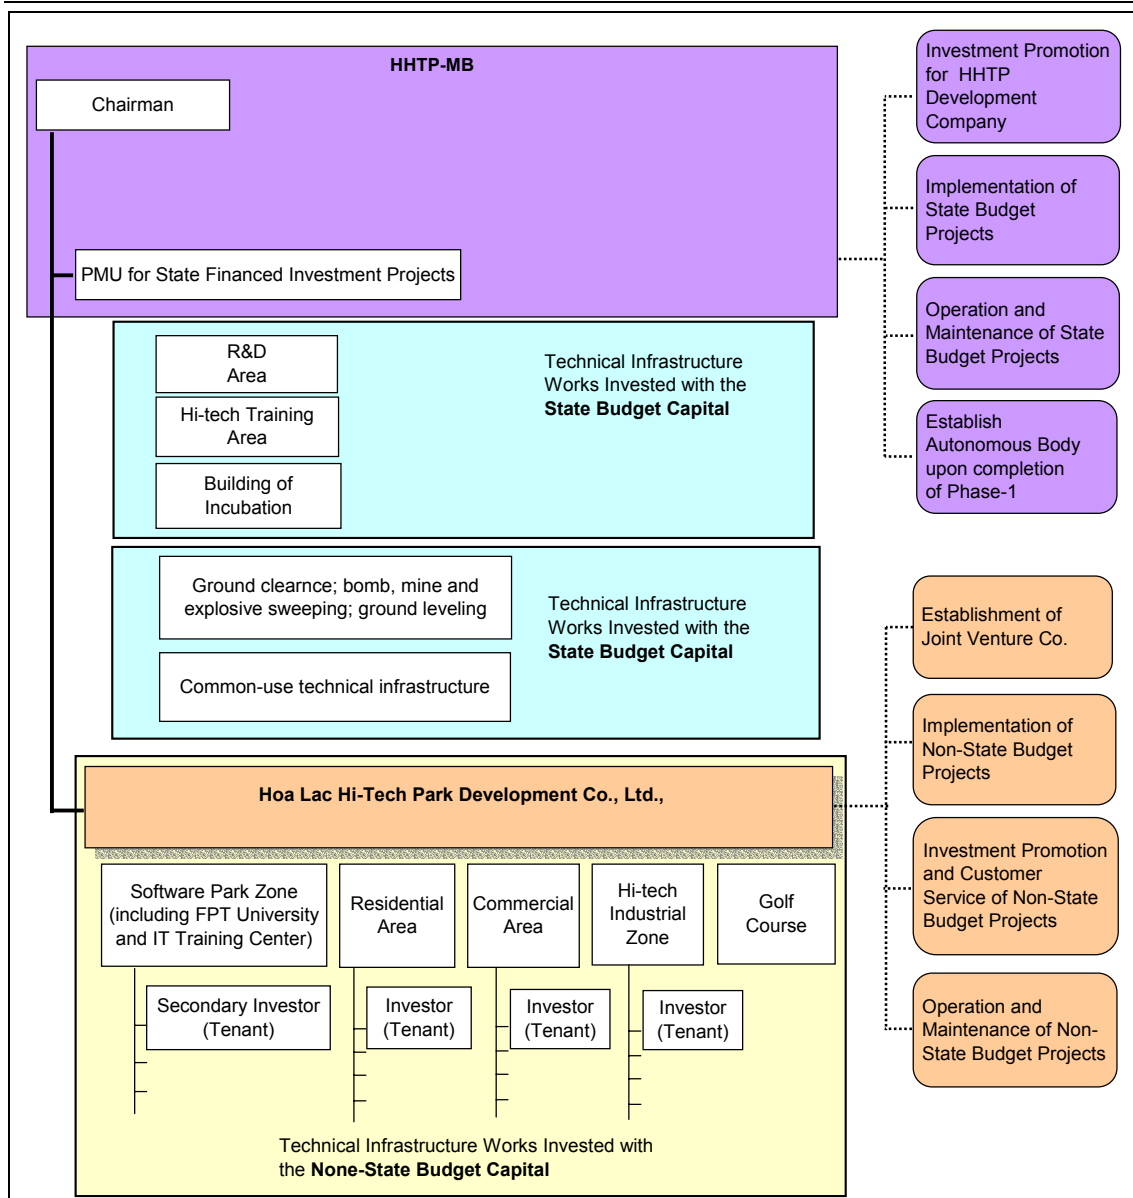 HHTP-MB
Chairman
PMU for State Financed Investment Projects
Investment Promotion
for HHTP
Development
Company
Implementation of
State Budget
Projects
Operation and
Maintenance of State
Budget Projects
Establish
Autonomous Body
upon completion
of Phase-1
R&D
Area
Hi-tech Training
Area
Building of
Incubation
Technical Infrastructure
Works Invested with the
State Budget Capital
Ground clearnce; bomb, mine and
explosive sweeping; ground leveling
Common-use technical infrastructure
Technical Infrastructure
Works Invested with the
State Budget Capital
Hoa Lac Hi-Tech Park Development Co., Ltd.,
Software Park Zone
(including FPT University
and IT Training Center)
Residential
Area
Commercial
Area
Hi-tech
Industrial
Zone
Golf
Course
Secondary Investor
(Tenant)
Investor
(Tenant)
Investor
(Tenant)
Investor
(Tenant)
Technical Infrastructure Works Invested with
the None-State Budget Capital
Establishment of
Joint Venture Co.
Implementation of
Non-State Budget
Projects
Investment Promotion
and Customer
Service of Non-State
Budget Projects
Operation and
Maintenance of Non-
State Budget Projects